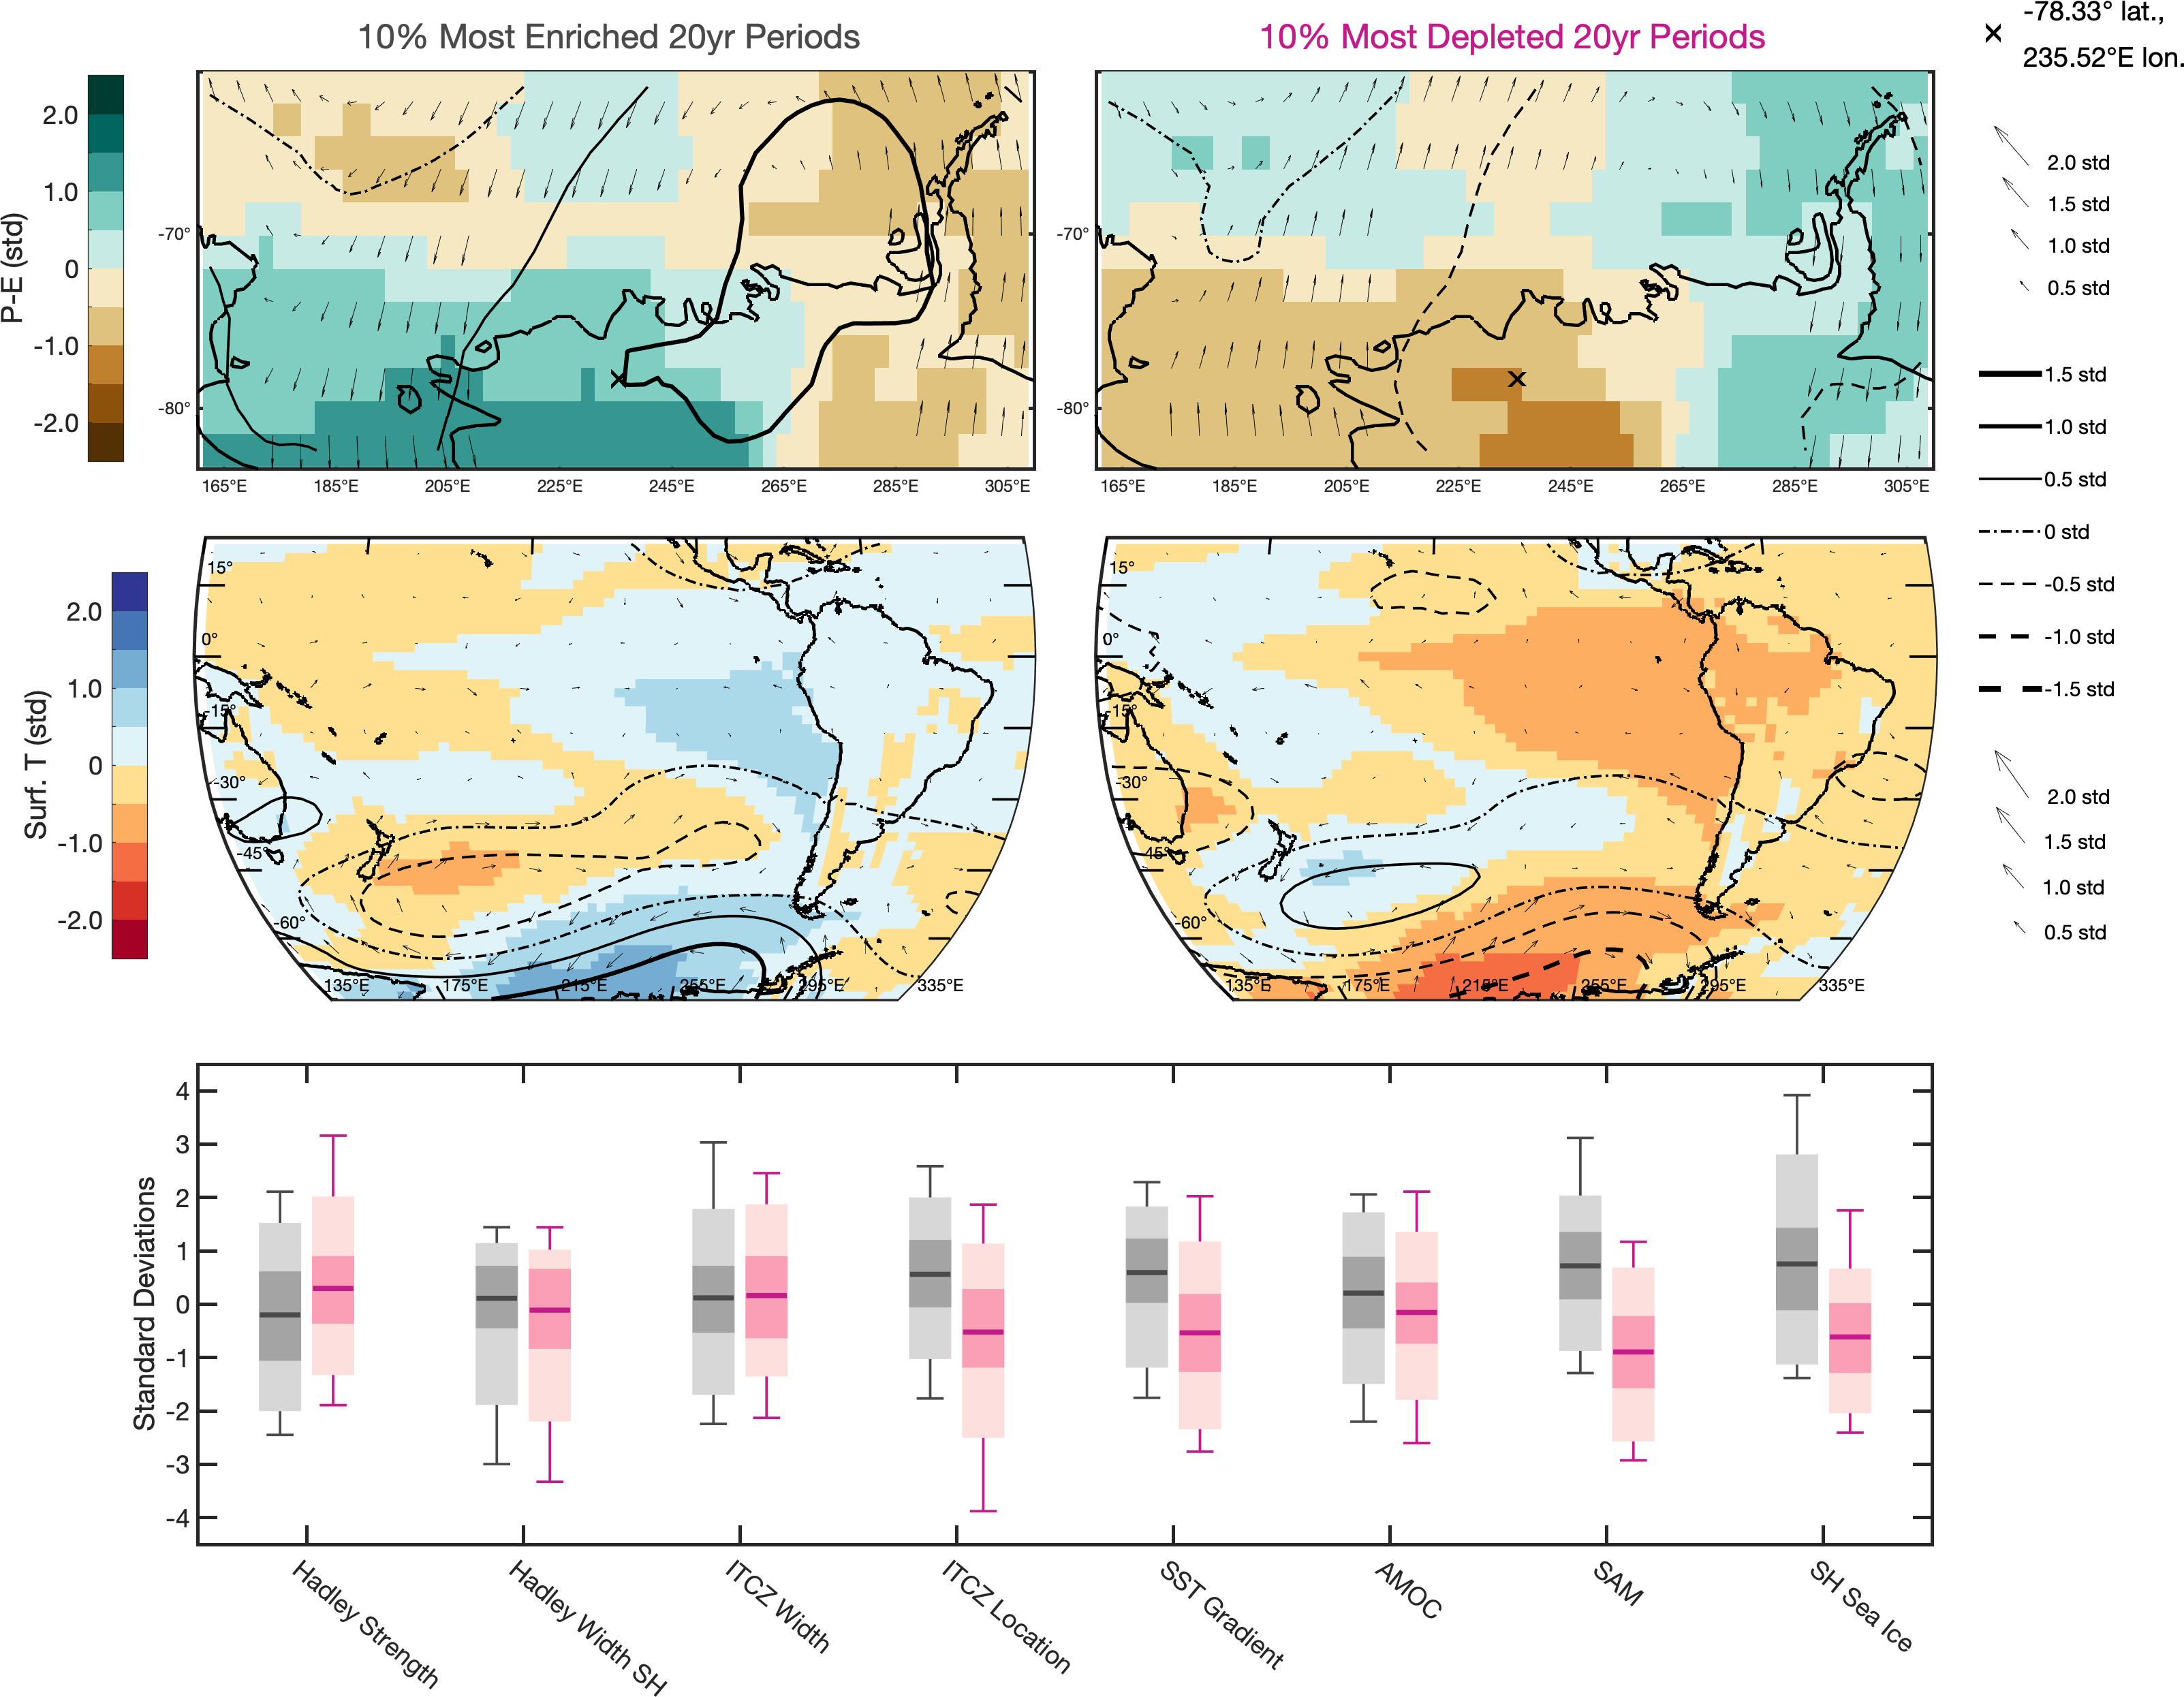 10% Most Enriched 20yr Periods
10% Most Depleted 20yr Periods
-78.33° lat.,
235.52°E lon.
P-E (std)
2.0
1.0
0
-1.0
-2.0
-70°
-80°
165°E 185°E 205°E 225°E 245°E 265°E 285°E 305°E
-70°
-80°
165°E 185°E 205°E 225°E 245°E 265°E 285°E 305°E
2.0 std
1.5 std
1.0 std
0.5 std
1.5 std
1.0 std
0.5 std
0 std
-0.5 std
-1.0 std
-1.5 std
2.0 std
1.5 std
1.0 std
0.5 std
Surf. T (std)
2.0
1.0
0
-1.0
-2.0
15°
0°
-15°
-30°
-45°
-60°
135°E 175°E 215°E 255°E 295°E 335°E
15°
0°
-15°
-30°
-45°
-60°
135°E 175°E 215°E 255°E 295°E 335°E
Standard Deviations
4
3
2
1
0
-1
-2
-3
-4
Hadley Strength
Hadley Width SH
ITCZ Width
ITCZ Location
SST Gradient
AMOC
SAM
SH Sea Ice